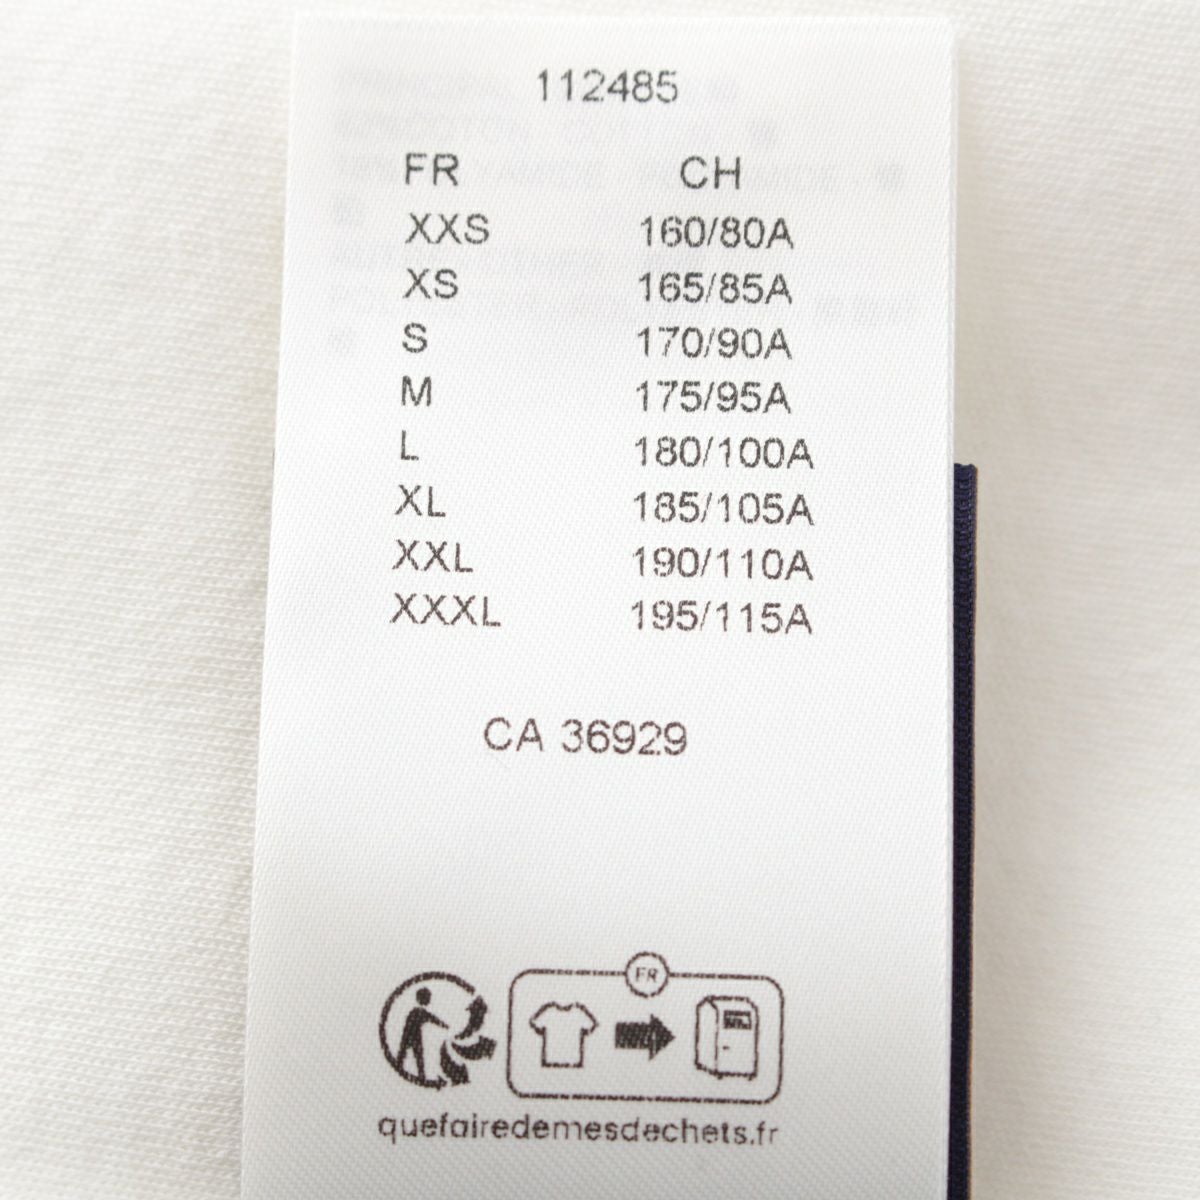 112485
FR CH
XXS 160/80A
XS 165/85A
S 170/90A
M 175/95A
L 180/100A
XL 185/105A
XXL 190/110A
XXXL 195/115A
CA 36929
FR
quefairedemesdechets.fr